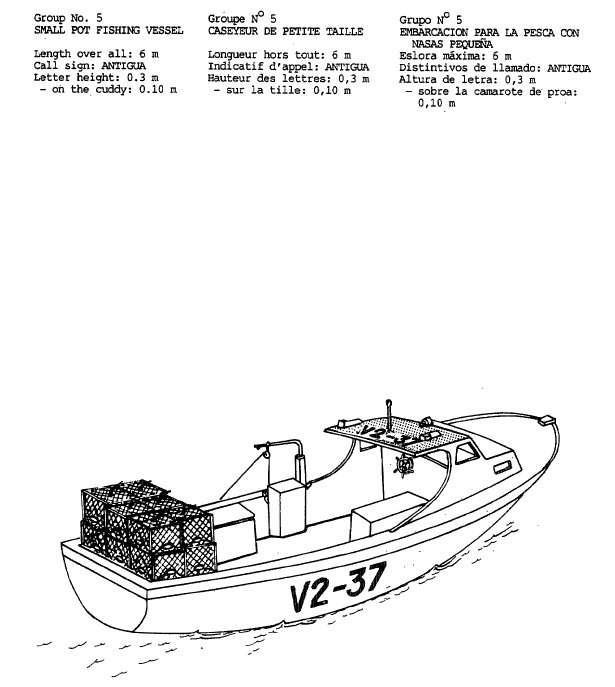 Group No. 5
SMALL POT FISHING VESSEL
Length over all: 6 m
Call sign: ANTIGUA
Letter height: 0.3 m
- on the cuddy: 0.10 m
Groupe Nº 5
CASEYEUR DE PETITE TAILLE
Longueur hors tout: 6 m
Indicatif d'appel: ANTIGUA
Hauteur des lettres: 0,3 m
- sur la tille: 0,10 m
Grupo Nº 5
EMBARCACION PARA LA PESCA CON
NASAS PEQUEÑA
Eslora máxima: 6 m
Distintivos de llamado: ANTIGUA
Altura de letra: 0,3 m
- sobre la camarote de proa:
0,10 m
V2-37